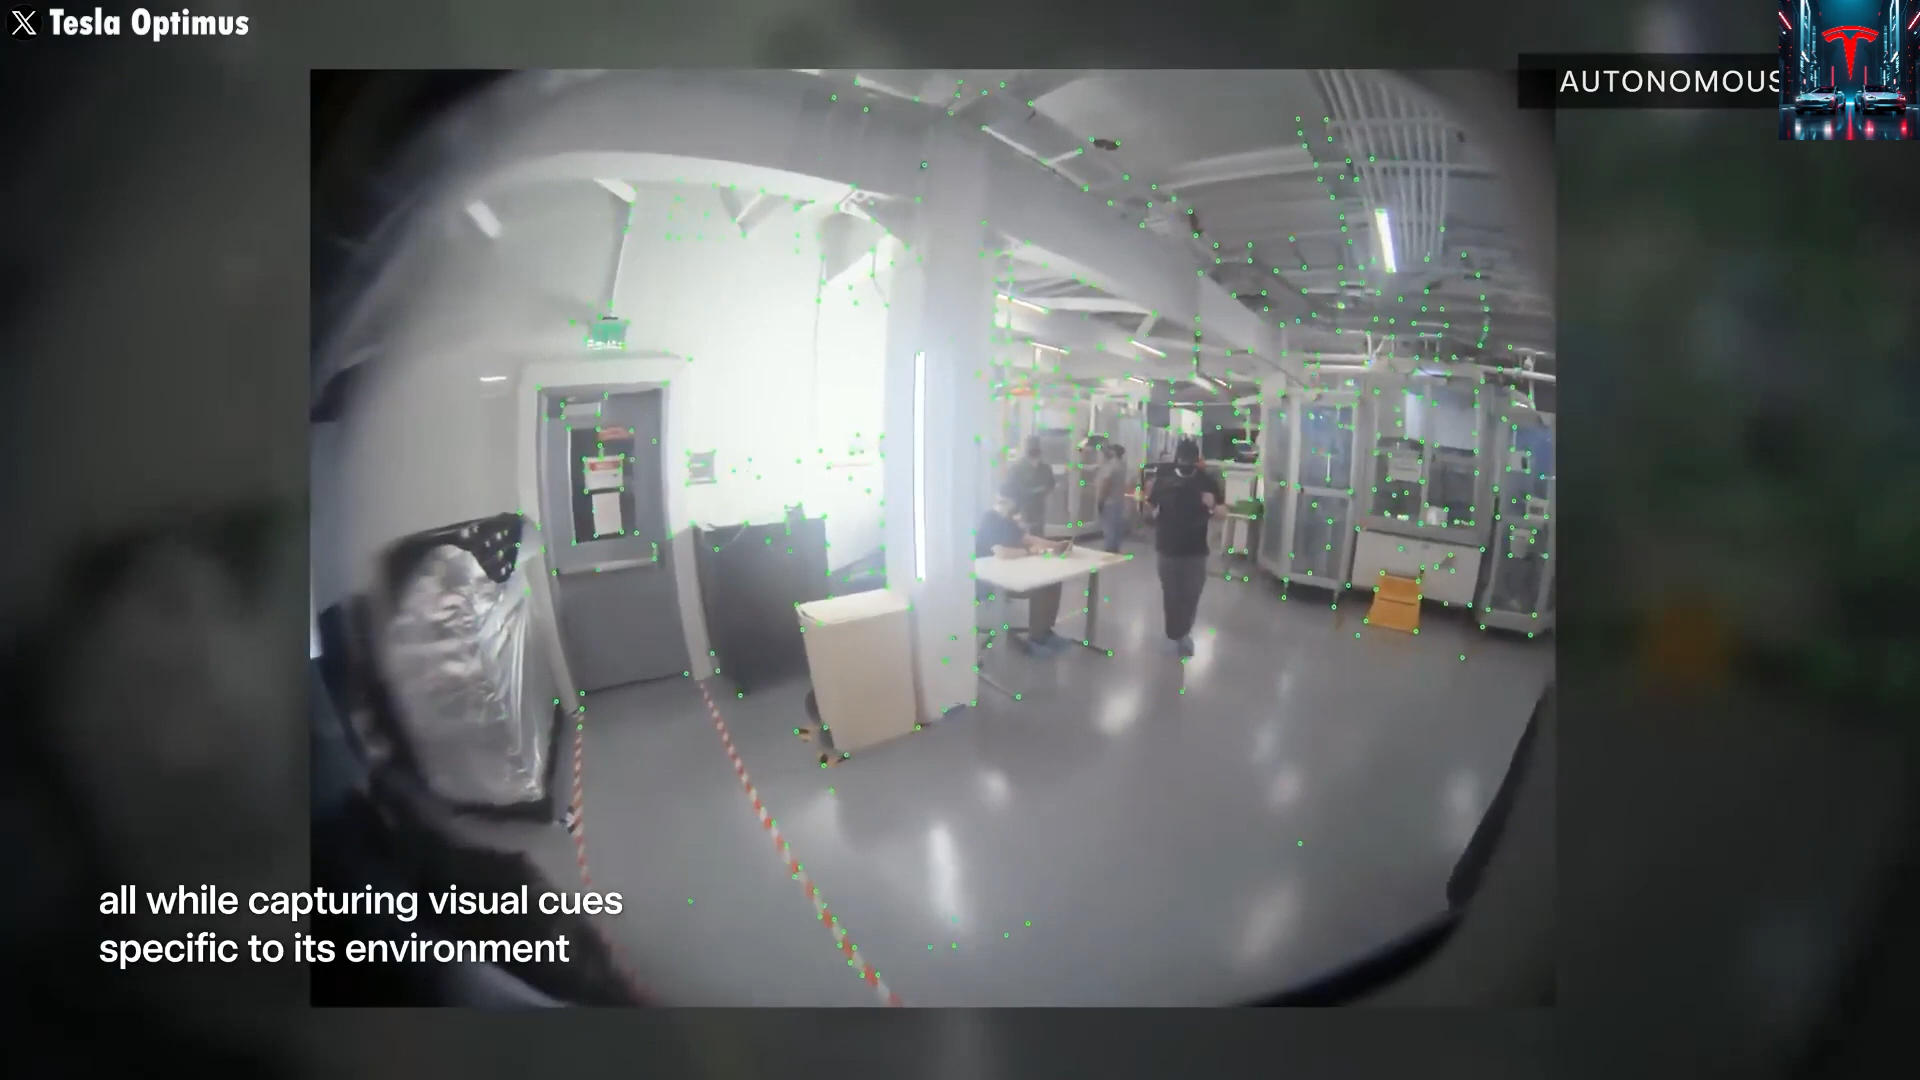 Tesla Optimus
AUTONOMOUS
all while capturing visual cues
specific to its environment